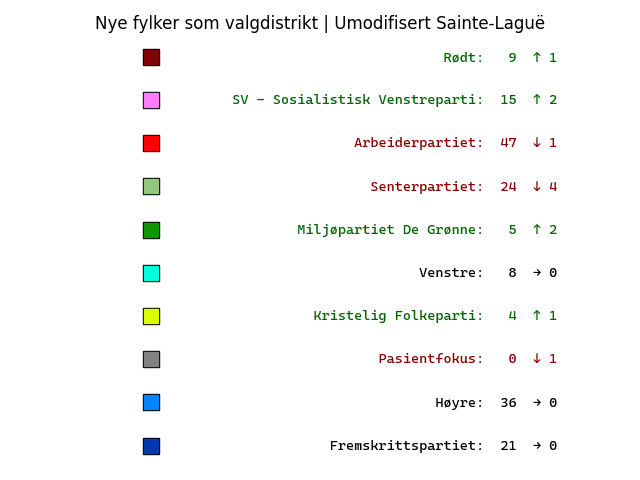 Nye fylker som valgdistrikt | Umodifisert Sainte-Laguë
Rødt: 9 ↑ 1
SV – Sosialistisk Venstreparti: 15 ↑ 2
Arbeiderpartiet: 47 ↓ 1
Senterpartiet: 24 ↓ 4
Miljøpartiet De Grønne: 5 ↑ 2
Venstre: 8 → 0
Kristelig Folkeparti: 4 ↑ 1
Pasientfokus: 0 ↓ 1
Høyre: 36 → 0
Fremskrittspartiet: 21 → 0